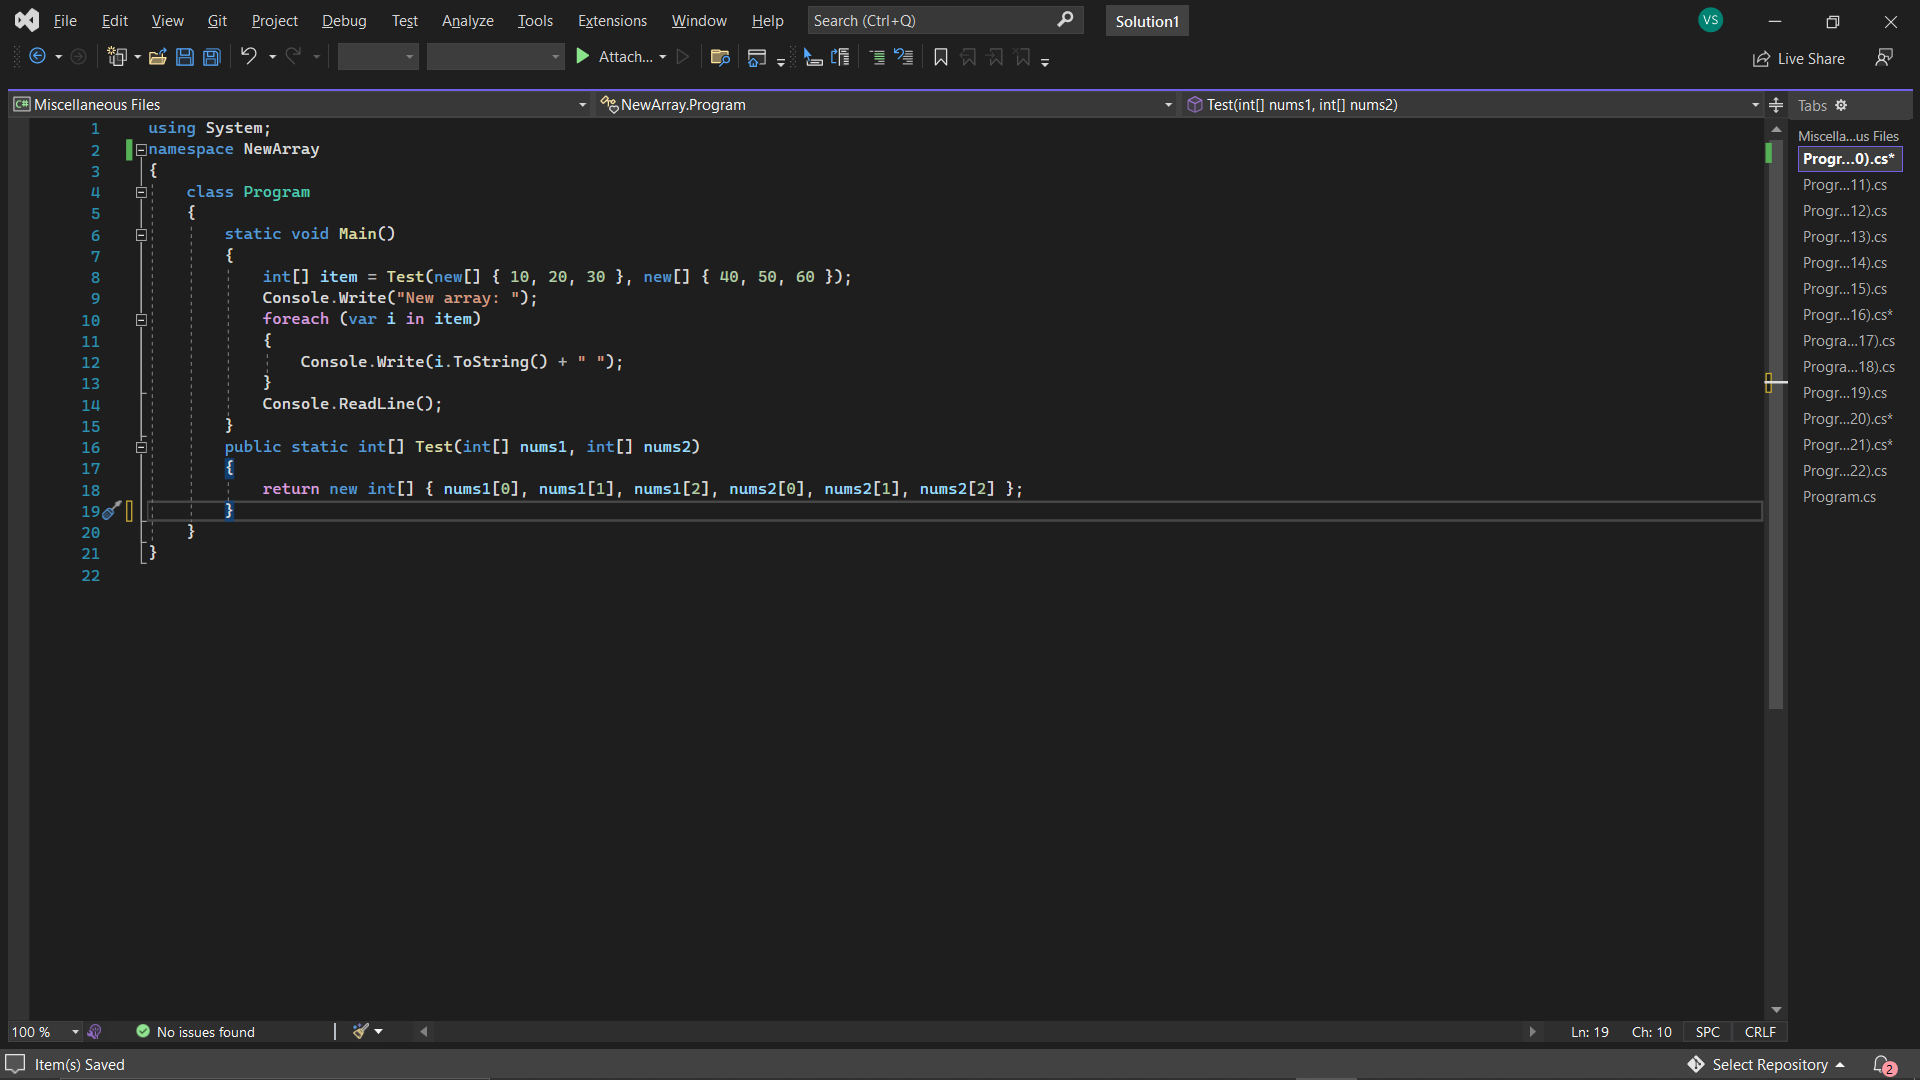 File Edit View Git Project Debug Test Analyze Tools Extensions Window Help Search (Ctrl+Q) Solution1 VS
Attach... Live Share
C# Miscellaneous Files NewArray.Program Test(int[] nums1, int[] nums2) Tabs
1 using System;
2 namespace NewArray
3 {
4 class Program
5 {
6 static void Main()
7 {
8 int[] item = Test(new[] { 10, 20, 30 }, new[] { 40, 50, 60 });
9 Console.Write("New array: ");
10 foreach (var i in item)
11 {
12 Console.Write(i.ToString() + " ");
13 }
14 Console.ReadLine();
15 }
16 public static int[] Test(int[] nums1, int[] nums2)
17 {
18 return new int[] { nums1[0], nums1[1], nums1[2], nums2[0], nums2[1], nums2[2] };
19 }
20 }
21 }
22
Miscella...us Files
Progr...0).cs*
Progr...11).cs
Progr...12).cs
Progr...13).cs
Progr...14).cs
Progr...15).cs
Progr...16).cs*
Progra...17).cs
Progra...18).cs
Progr...19).cs
Progr...20).cs*
Progr...21).cs*
Progr...22).cs
Program.cs
100 % No issues found Ln: 19 Ch: 10 SPC CRLF
Item(s) Saved Select Repository 2